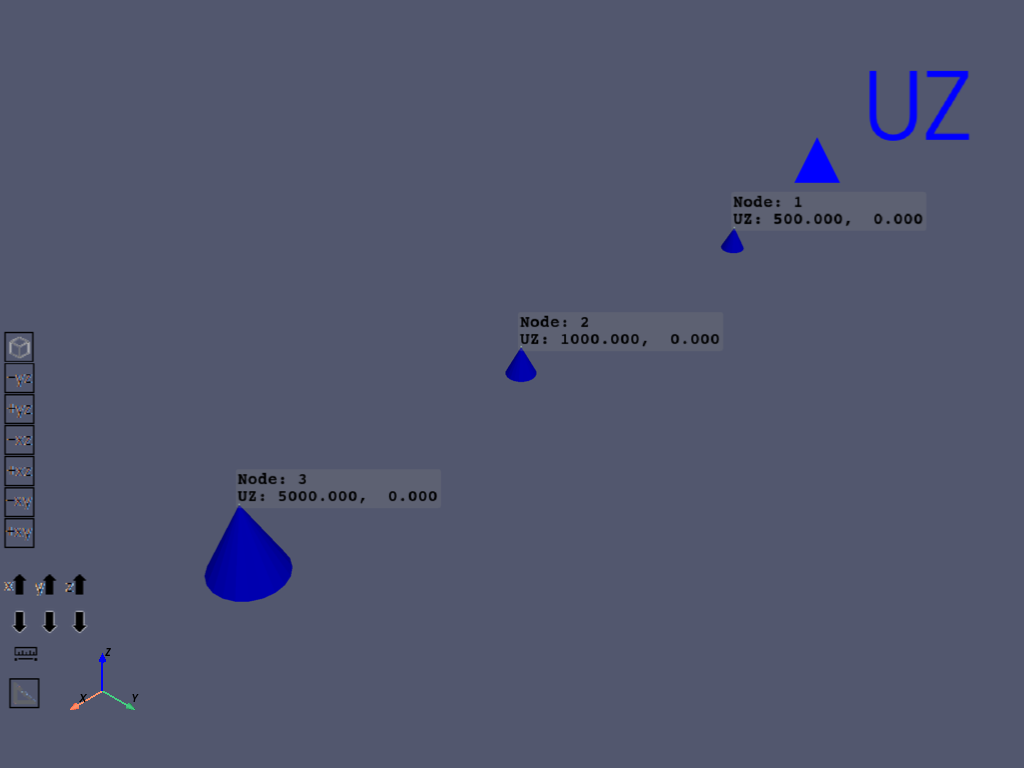 UZ
Node: 1
UZ: 500.000,  0.000
Node: 2
UZ: 1000.000,  0.000
Node: 3
UZ: 5000.000,  0.000
-yz
+yz
-xz
+xz
-xy
+xy
x y z
Z
X Y